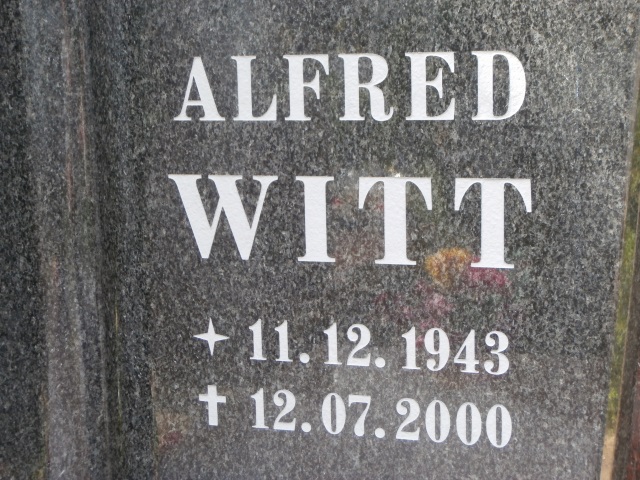 ALFRED
WITT
✦ 11.12.1943
✝ 12.07.2000